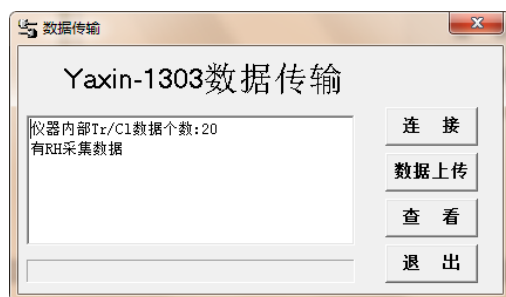 数据传输
Yaxin-1303数据传输
仪器内部Tr/Cl数据个数:20
有RH采集数据
连 接
数据上传
查 看
退 出